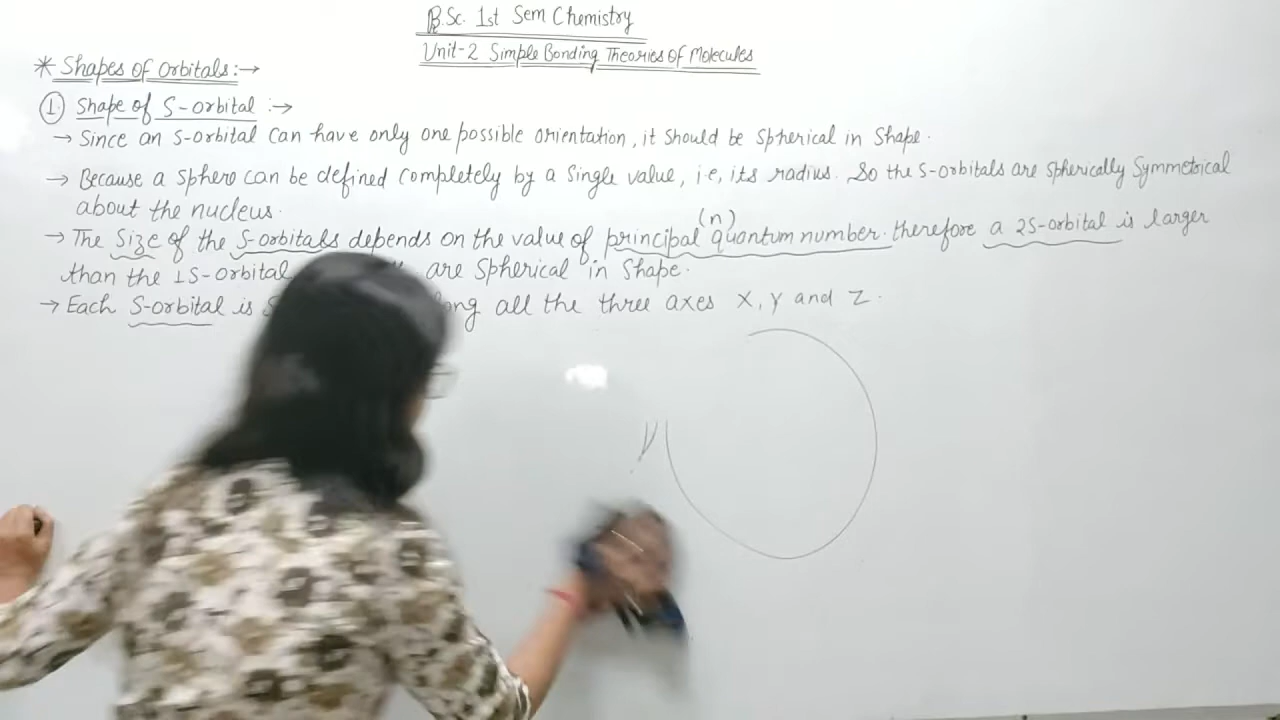 B.Sc. 1st Sem Chemistry
Unit-2 Simple Bonding Theories of Molecules
* Shapes of Orbitals:→
① Shape of S-orbital :→
→ Since an S-orbital can have only one possible orientation, it should be spherical in shape.
→ Because a sphere can be defined completely by a single value, i.e, its radius. So the S-orbitals are spherically symmetrical
about the nucleus.
(n)
→ The size of the S-orbitals depends on the value of principal quantum number. therefore a 2S-orbital is larger
than the 1S-orbital are spherical in shape.
→ Each S-orbital is all the three axes X, Y and Z.